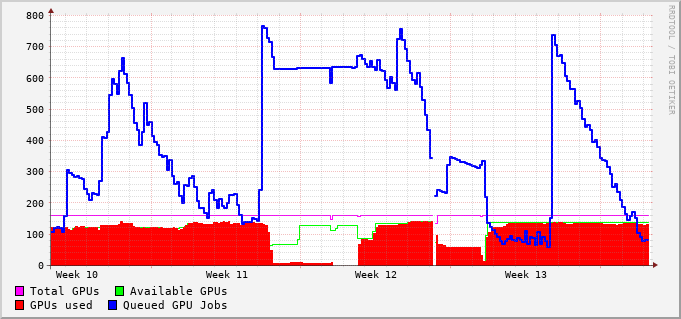 800
700
600
500
400
300
200
100
0
Week 10 Week 11 Week 12 Week 13
Total GPUs Available GPUs
GPUs used Queued GPU Jobs
RRDTOOL / TOBI OETIKER